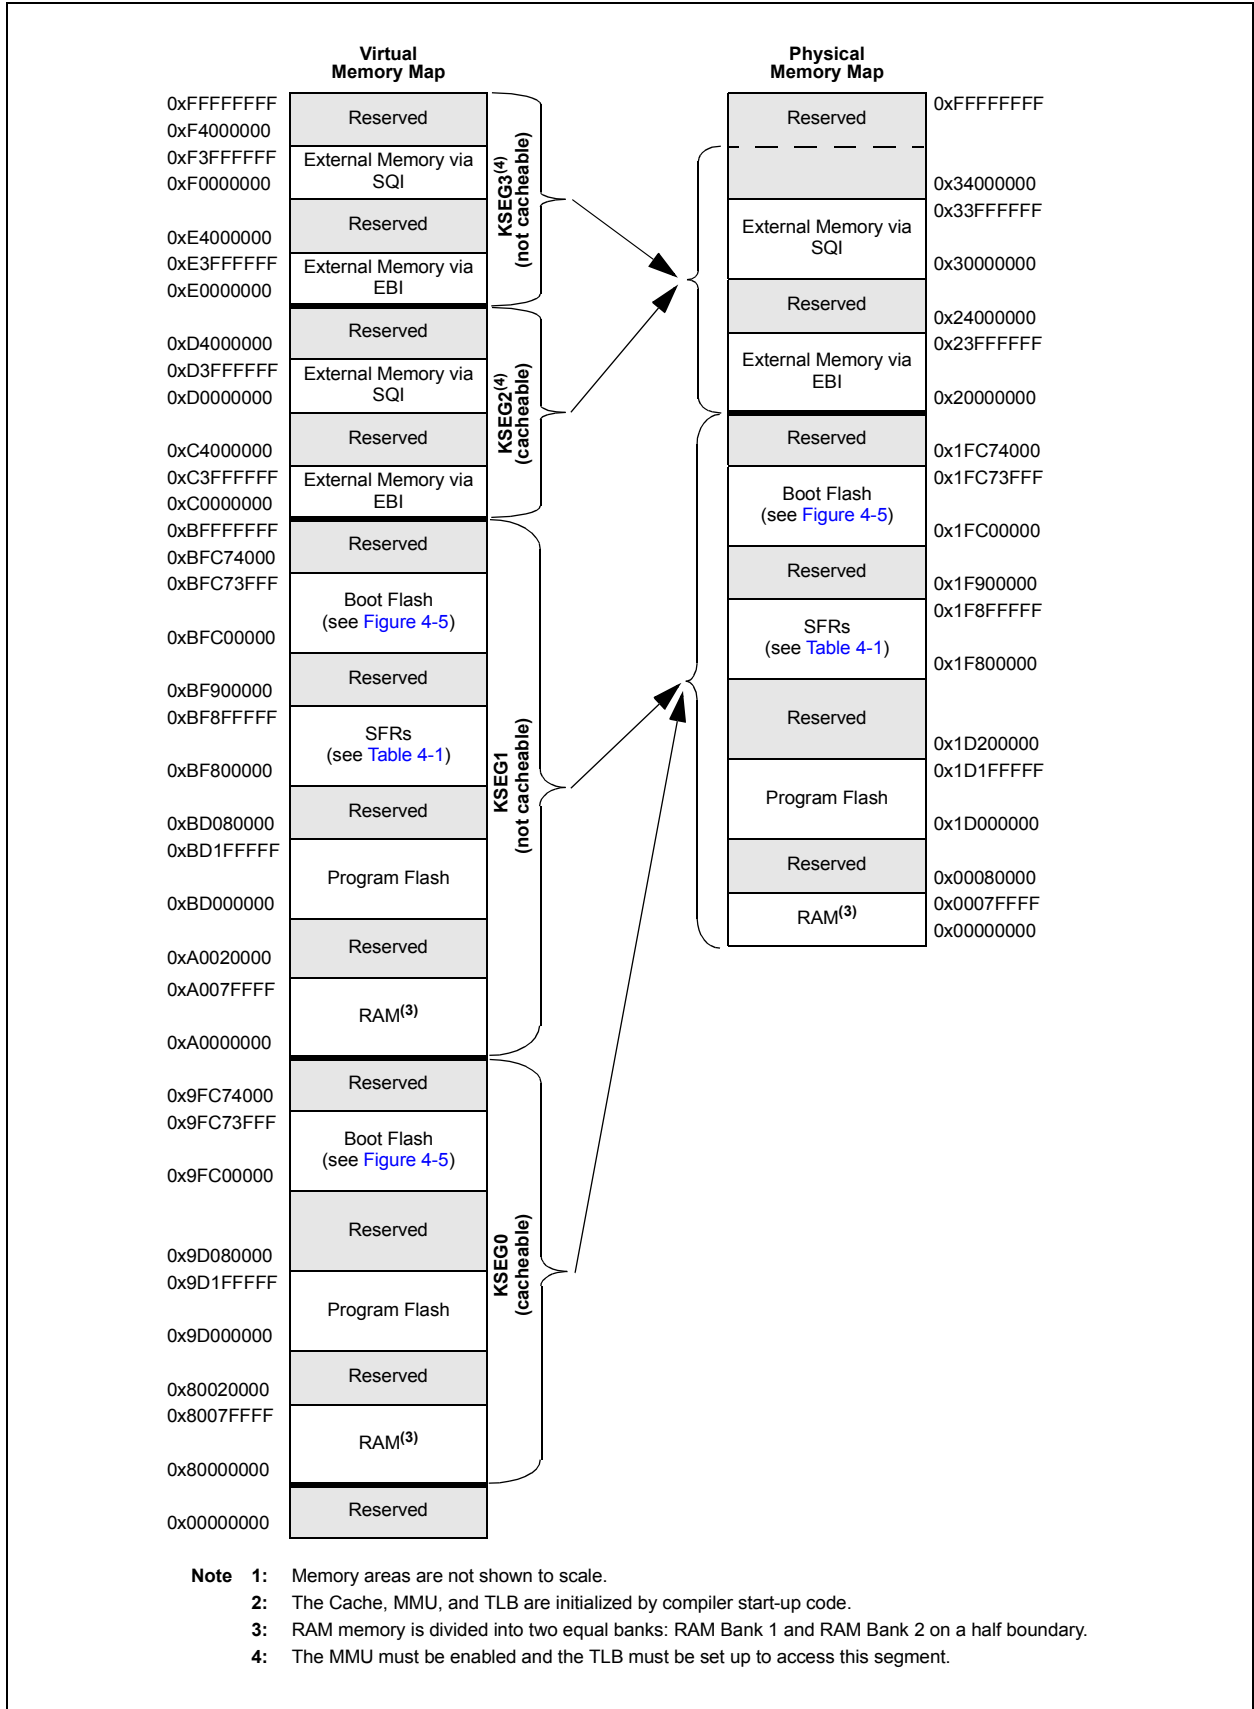 Virtual
Memory Map
0xFFFFFFFF
Reserved
0xF4000000
0xF3FFFFFF
External Memory via
SQI
0xF0000000
Reserved
0xE4000000
0xE3FFFFFF
External Memory via
EBI
0xE0000000
KSEG3(4)
(not cacheable)
Reserved
0xD4000000
0xD3FFFFFF
External Memory via
SQI
0xD0000000
Reserved
0xC4000000
0xC3FFFFFF
External Memory via
EBI
0xC0000000
KSEG2(4)
(cacheable)
0xBFFFFFFF
Reserved
0xBFC74000
0xBFC73FFF
Boot Flash
(see Figure 4-5)
0xBFC00000
Reserved
0xBF900000
0xBF8FFFFF
SFRs
(see Table 4-1)
0xBF800000
Reserved
0xBD080000
0xBD1FFFFF
Program Flash
0xBD000000
Reserved
0xA0020000
0xA007FFFF
RAM(3)
0xA0000000
KSEG1
(not cacheable)
Reserved
0x9FC74000
0x9FC73FFF
Boot Flash
(see Figure 4-5)
0x9FC00000
Reserved
0x9D080000
0x9D1FFFFF
Program Flash
0x9D000000
Reserved
0x80020000
0x8007FFFF
RAM(3)
0x80000000
KSEG0
(cacheable)
Reserved
0x00000000
Physical
Memory Map
0xFFFFFFFF
Reserved
0x34000000
0x33FFFFFF
External Memory via
SQI
0x30000000
Reserved
0x24000000
0x23FFFFFF
External Memory via
EBI
0x20000000
Reserved
0x1FC74000
0x1FC73FFF
Boot Flash
(see Figure 4-5)
0x1FC00000
Reserved
0x1F900000
0x1F8FFFFF
SFRs
(see Table 4-1)
0x1F800000
Reserved
0x1D200000
0x1D1FFFFF
Program Flash
0x1D000000
Reserved
0x00080000
0x0007FFFF
RAM(3)
0x00000000
Note 1: Memory areas are not shown to scale.
2: The Cache, MMU, and TLB are initialized by compiler start-up code.
3: RAM memory is divided into two equal banks: RAM Bank 1 and RAM Bank 2 on a half boundary.
4: The MMU must be enabled and the TLB must be set up to access this segment.